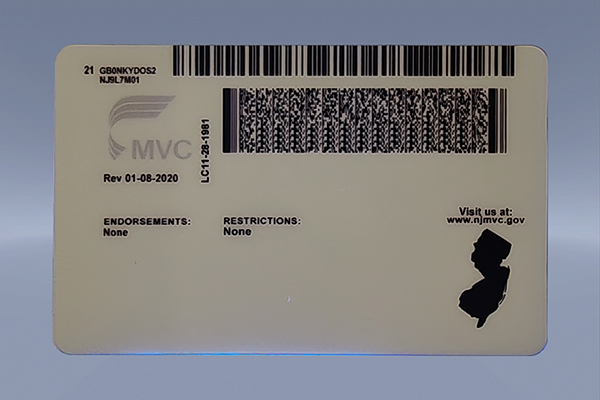 21 GB0NKYDOS2
NJ9L7M01
MVC
LC11-28-1981
Rev 01-08-2020
ENDORSEMENTS:
None
RESTRICTIONS:
None
Visit us at:
www.njmvc.gov